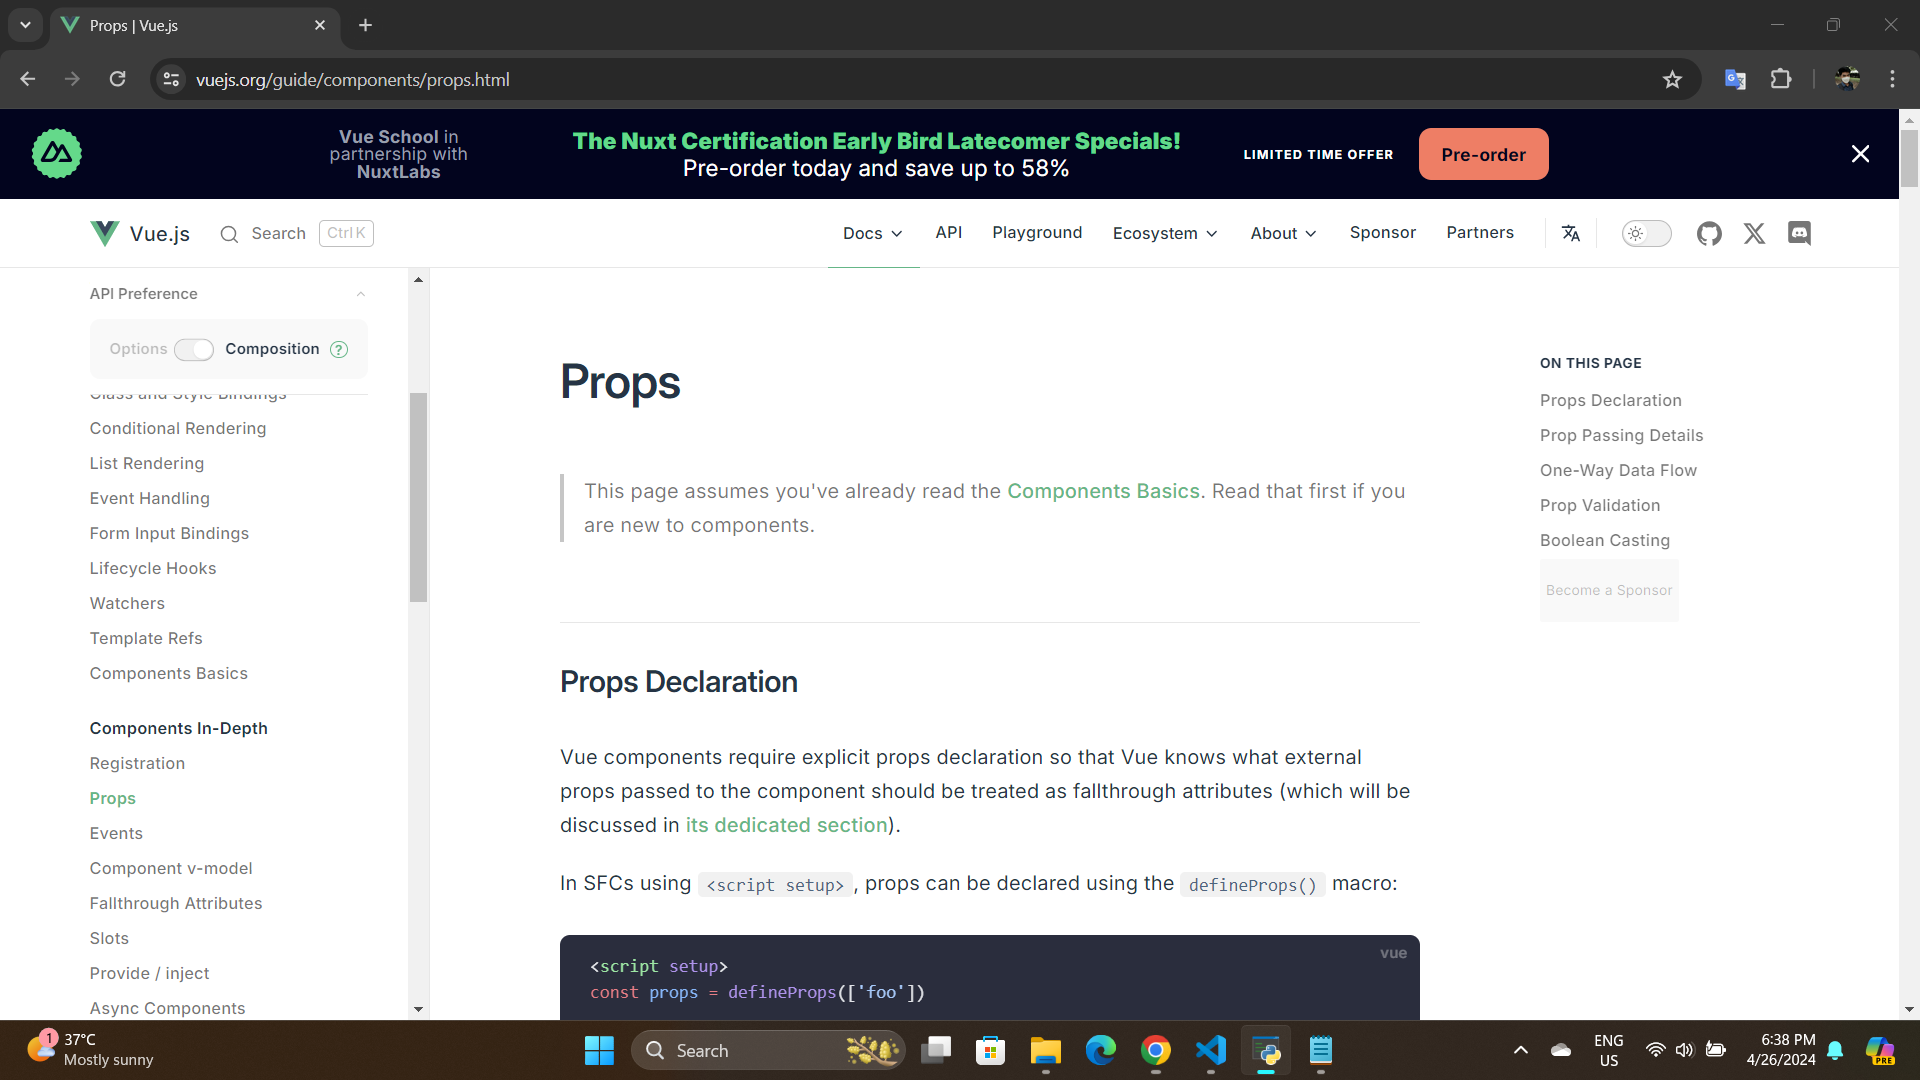 Props | Vue.js
vuejs.org/guide/components/props.html
Vue School in
partnership with
NuxtLabs
The Nuxt Certification Early Bird Latecomer Specials!
Pre-order today and save up to 58%
LIMITED TIME OFFER
Pre-order
Vue.js
Search
Ctrl K
Docs
API
Playground
Ecosystem
About
Sponsor
Partners
API Preference
Options
Composition
?
Class and Style Bindings
Conditional Rendering
List Rendering
Event Handling
Form Input Bindings
Lifecycle Hooks
Watchers
Template Refs
Components Basics
Components In-Depth
Registration
Props
Events
Component v-model
Fallthrough Attributes
Slots
Provide / inject
Async Components
Props
This page assumes you've already read the Components Basics. Read that first if you
are new to components.
Props Declaration
Vue components require explicit props declaration so that Vue knows what external
props passed to the component should be treated as fallthrough attributes (which will be
discussed in its dedicated section).
In SFCs using <script setup>, props can be declared using the defineProps() macro:
vue
<script setup>
const props = defineProps(['foo'])
ON THIS PAGE
Props Declaration
Prop Passing Details
One-Way Data Flow
Prop Validation
Boolean Casting
Become a Sponsor
1
37°C
Mostly sunny
Search
ENG
US
6:38 PM
4/26/2024
PRE